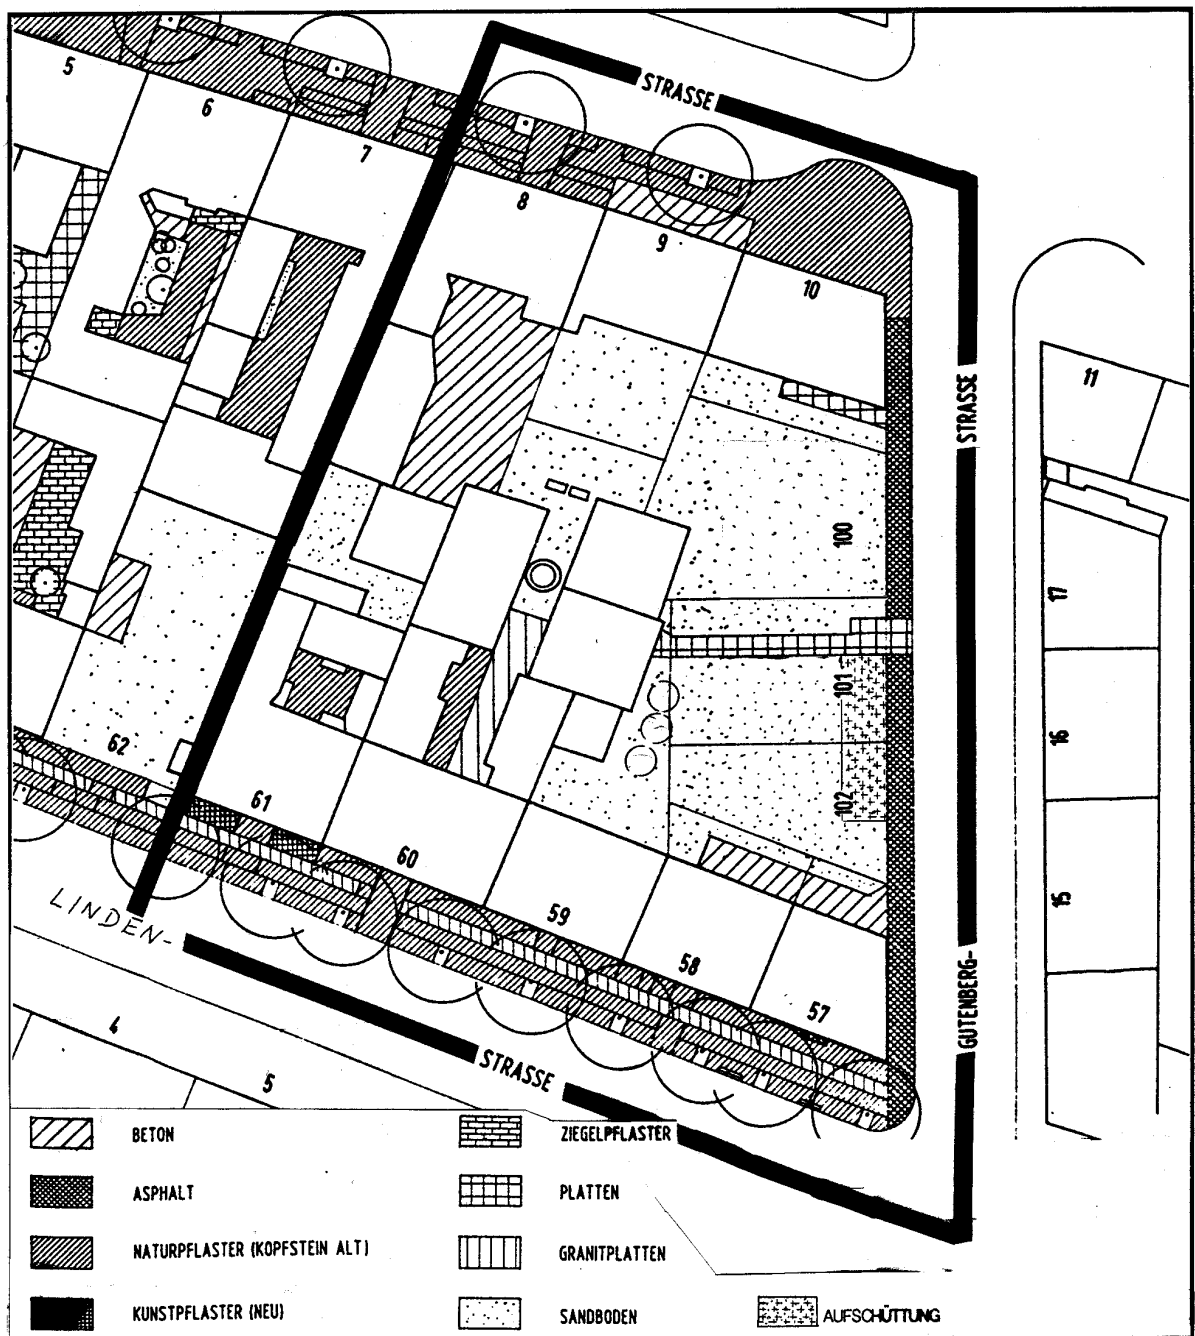 5
6
7
8
9
10
STRASSE
STRASSE
11
100
17
101
16
102
15
62
61
60
59
58
57
LINDEN-
STRASSE
GUTENBERG-
4
5
BETON
ASPHALT
NATURPFLASTER (KOPFSTEIN ALT)
KUNSTPFLASTER (NEU)
ZIEGELPFLASTER
PLATTEN
GRANITPLATTEN
SANDBODEN
AUFSCHÜTTUNG